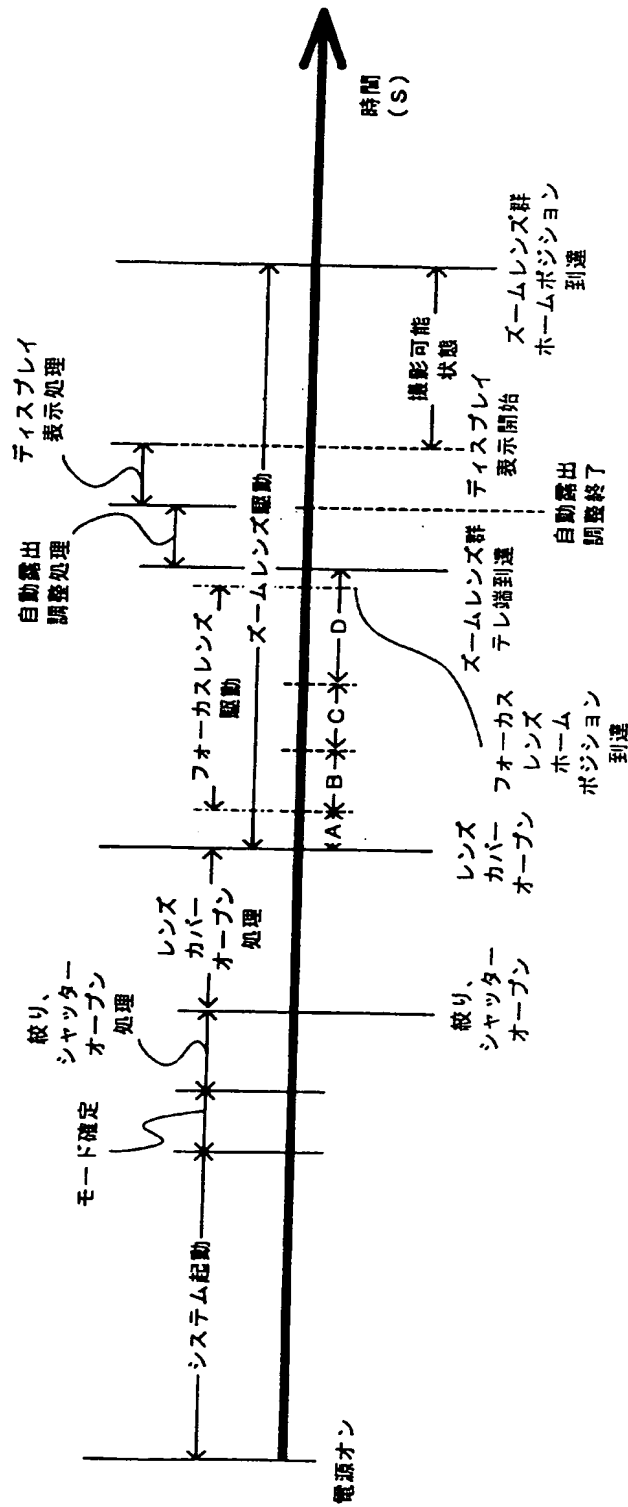 電源オン
システム起動
モード確定
絞り、
シャッター
オープン
処理
絞り、
シャッター
オープン
レンズ
カバー
オープン
処理
レンズ
カバー
オープン
A
B
C
D
フォーカスレンズ
駆動
ズームレンズ駆動
フォーカス
レンズ
ホーム
ポジション
到達
ズームレンズ群
テレ端到達
自動露出
調整処理
自動露出
調整終了
ディスプレイ
表示処理
ディスプレイ
表示開始
撮影可能
状態
ズームレンズ群
ホームポジション
到達
時間
(S)